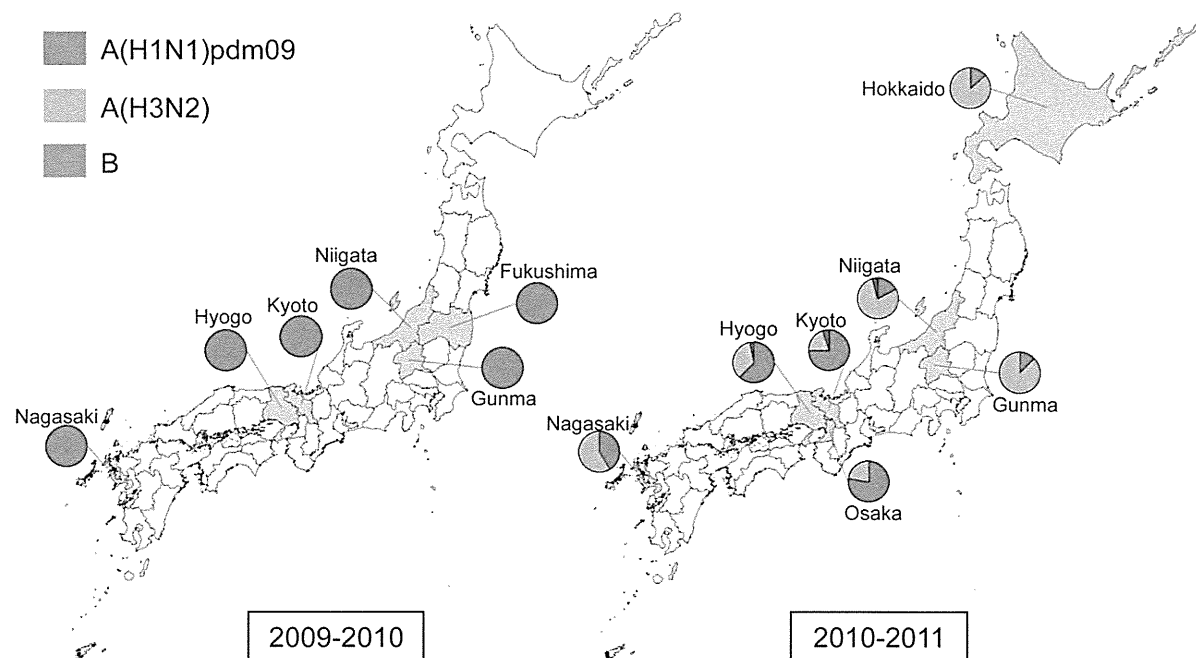 A(H1N1)pdm09
A(H3N2)
B
Niigata
Fukushima
Kyoto
Hyogo
Gunma
Nagasaki
2009-2010
Hokkaido
Niigata
Kyoto
Hyogo
Gunma
Nagasaki
Osaka
2010-2011